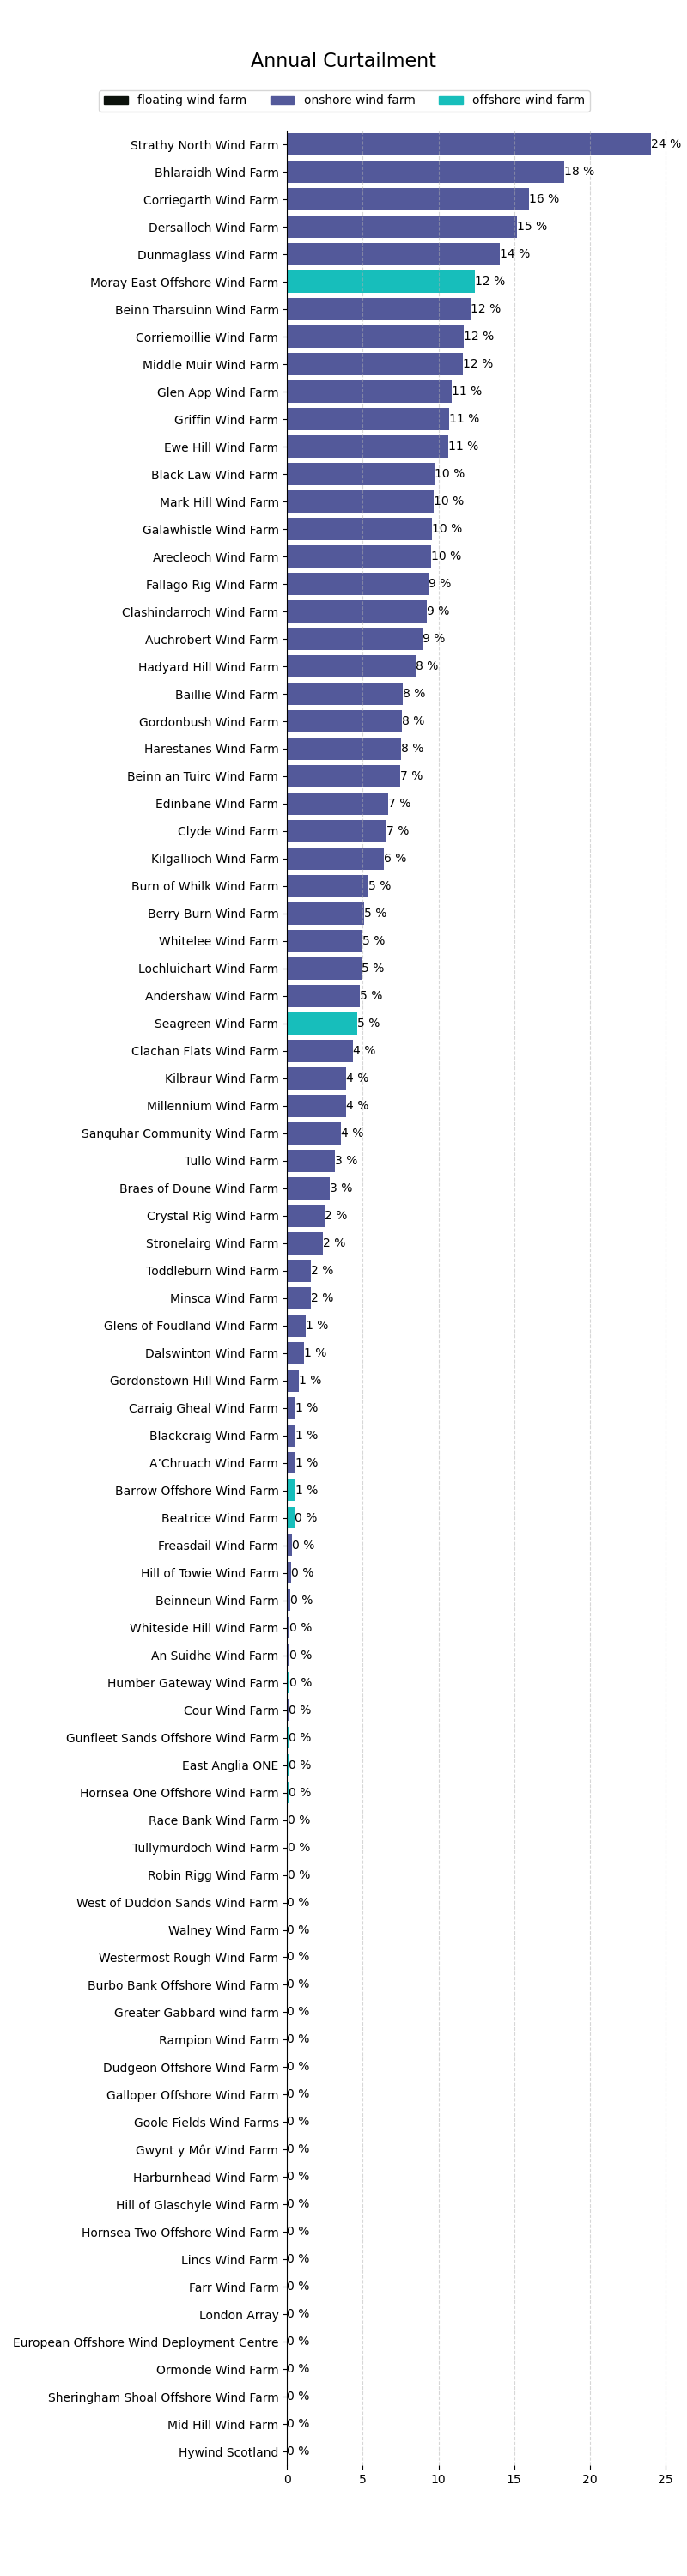 Annual Curtailment
floating wind farm onshore wind farm offshore wind farm
Strathy North Wind Farm 24 %
Bhlaraidh Wind Farm 18 %
Corriegarth Wind Farm 16 %
Dersalloch Wind Farm 15 %
Dunmaglass Wind Farm 14 %
Moray East Offshore Wind Farm 12 %
Beinn Tharsuinn Wind Farm 12 %
Corriemoillie Wind Farm 12 %
Middle Muir Wind Farm 12 %
Glen App Wind Farm 11 %
Griffin Wind Farm 11 %
Ewe Hill Wind Farm 11 %
Black Law Wind Farm 10 %
Mark Hill Wind Farm 10 %
Galawhistle Wind Farm 10 %
Arecleoch Wind Farm 10 %
Fallago Rig Wind Farm 9 %
Clashindarroch Wind Farm 9 %
Auchrobert Wind Farm 9 %
Hadyard Hill Wind Farm 8 %
Baillie Wind Farm 8 %
Gordonbush Wind Farm 8 %
Harestanes Wind Farm 8 %
Beinn an Tuirc Wind Farm 7 %
Edinbane Wind Farm 7 %
Clyde Wind Farm 7 %
Kilgallioch Wind Farm 6 %
Burn of Whilk Wind Farm 5 %
Berry Burn Wind Farm 5 %
Whitelee Wind Farm 5 %
Lochluichart Wind Farm 5 %
Andershaw Wind Farm 5 %
Seagreen Wind Farm 5 %
Clachan Flats Wind Farm 4 %
Kilbraur Wind Farm 4 %
Millennium Wind Farm 4 %
Sanquhar Community Wind Farm 4 %
Tullo Wind Farm 3 %
Braes of Doune Wind Farm 3 %
Crystal Rig Wind Farm 2 %
Stronelairg Wind Farm 2 %
Toddleburn Wind Farm 2 %
Minsca Wind Farm 2 %
Glens of Foudland Wind Farm 1 %
Dalswinton Wind Farm 1 %
Gordonstown Hill Wind Farm 1 %
Carraig Gheal Wind Farm 1 %
Blackcraig Wind Farm 1 %
A’Chruach Wind Farm 1 %
Barrow Offshore Wind Farm 1 %
Beatrice Wind Farm 0 %
Freasdail Wind Farm 0 %
Hill of Towie Wind Farm 0 %
Beinneun Wind Farm 0 %
Whiteside Hill Wind Farm 0 %
An Suidhe Wind Farm 0 %
Humber Gateway Wind Farm 0 %
Cour Wind Farm 0 %
Gunfleet Sands Offshore Wind Farm 0 %
East Anglia ONE 0 %
Hornsea One Offshore Wind Farm 0 %
Race Bank Wind Farm 0 %
Tullymurdoch Wind Farm 0 %
Robin Rigg Wind Farm 0 %
West of Duddon Sands Wind Farm 0 %
Walney Wind Farm 0 %
Westermost Rough Wind Farm 0 %
Burbo Bank Offshore Wind Farm 0 %
Greater Gabbard wind farm 0 %
Rampion Wind Farm 0 %
Dudgeon Offshore Wind Farm 0 %
Galloper Offshore Wind Farm 0 %
Goole Fields Wind Farms 0 %
Gwynt y Môr Wind Farm 0 %
Harburnhead Wind Farm 0 %
Hill of Glaschyle Wind Farm 0 %
Hornsea Two Offshore Wind Farm 0 %
Lincs Wind Farm 0 %
Farr Wind Farm 0 %
London Array 0 %
European Offshore Wind Deployment Centre 0 %
Ormonde Wind Farm 0 %
Sheringham Shoal Offshore Wind Farm 0 %
Mid Hill Wind Farm 0 %
Hywind Scotland 0 %
0 5 10 15 20 25